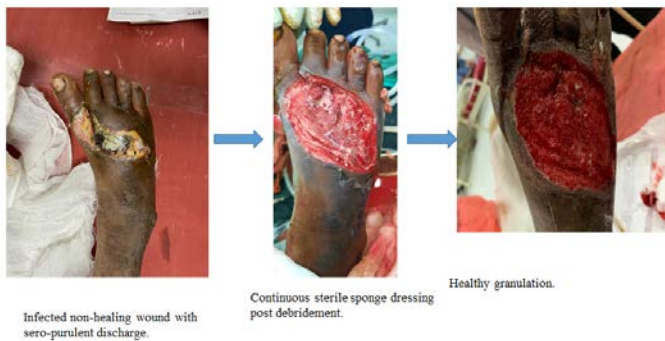 Infected non-healing wound with
sero-purulent discharge.
Continuous sterile sponge dressing
post debridement.
Healthy granulation.